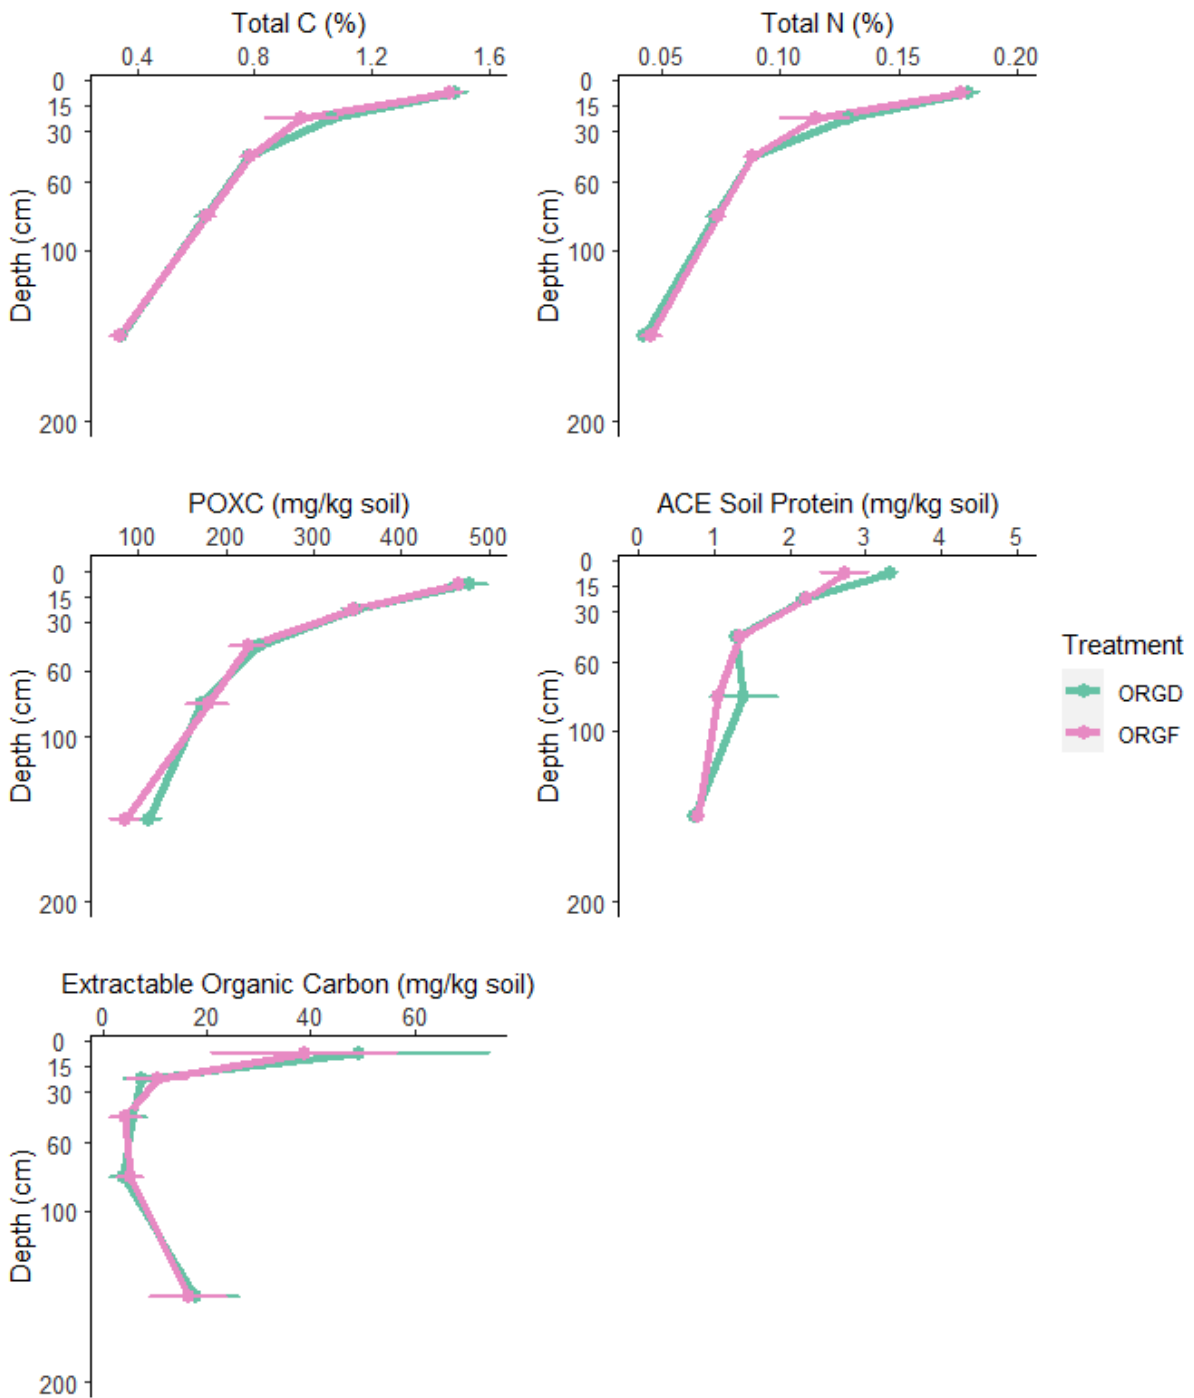 Total C (%)
0.4 0.8 1.2 1.6
0
15
30
60
100
200
Depth (cm)
Total N (%)
0.05 0.10 0.15 0.20
0
15
30
60
100
200
Depth (cm)
POXC (mg/kg soil)
100 200 300 400 500
0
15
30
60
100
200
Depth (cm)
ACE Soil Protein (mg/kg soil)
0 1 2 3 4 5
0
15
30
60
100
200
Depth (cm)
Treatment
ORGD
ORGF
Extractable Organic Carbon (mg/kg soil)
0 20 40 60
0
15
30
60
100
200
Depth (cm)